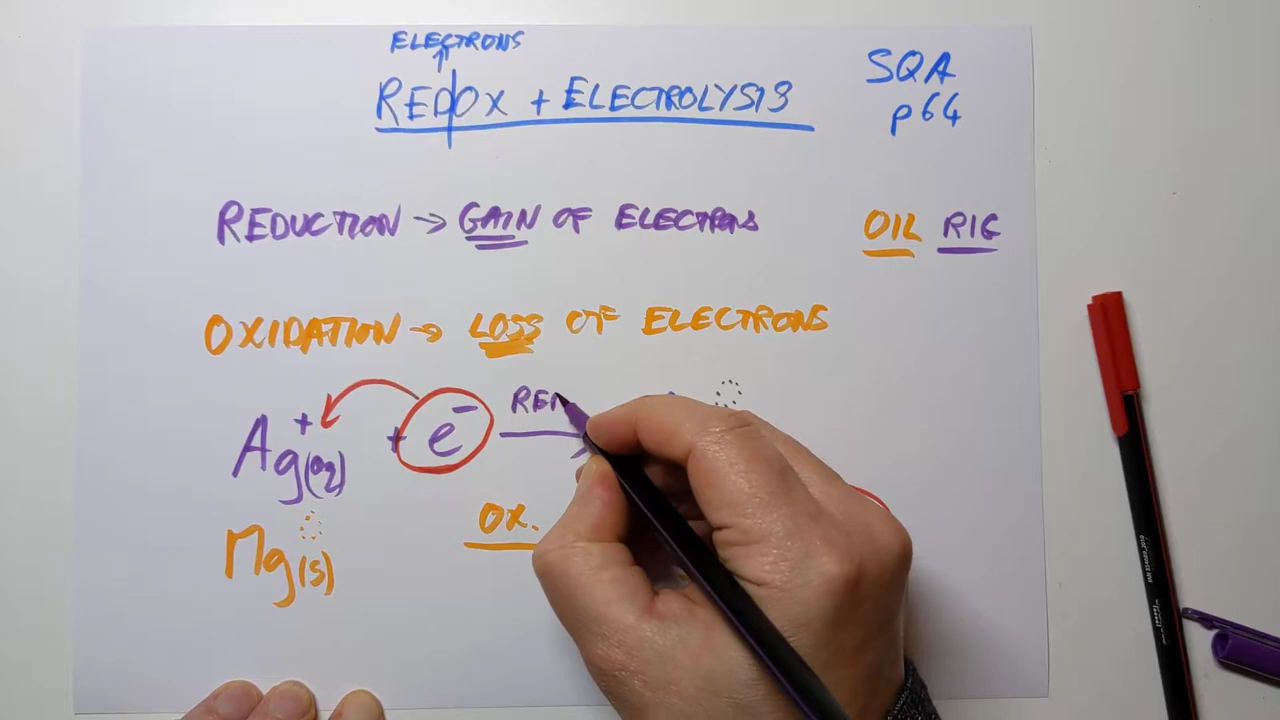 ELECTRONS
REDOX + ELECTROLYSIS
SQA
p64
REDUCTION → GAIN OF ELECTRONS
OIL RIG
OXIDATION → LOSS OF ELECTRONS
RE
Ag+(aq) + e-
OX.
Mg(s)